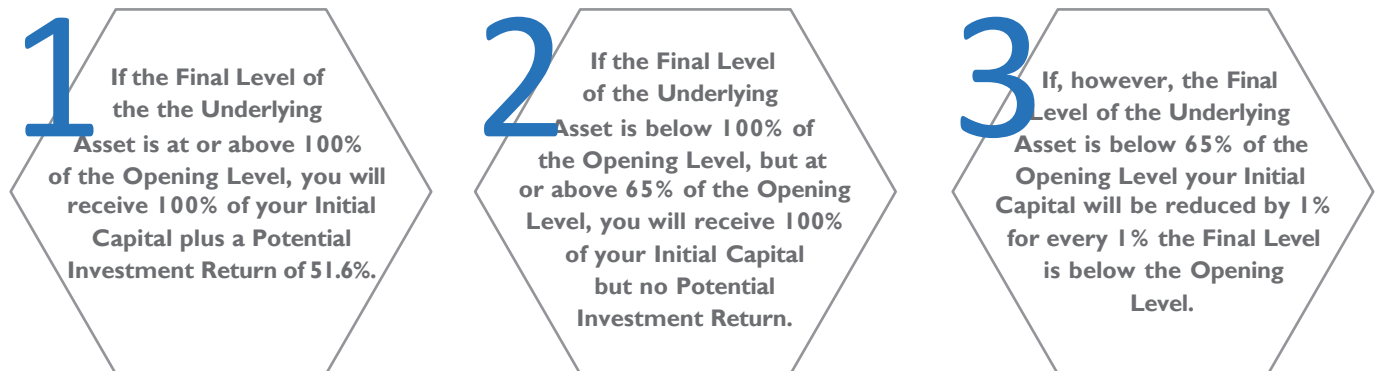 1
If the Final Level of
the the Underlying
Asset is at or above 100%
of the Opening Level, you will
receive 100% of your Initial
Capital plus a Potential
Investment Return of 51.6%.
2
If the Final Level
of the Underlying
Asset is below 100% of
the Opening Level, but at
or above 65% of the Opening
Level, you will receive 100%
of your Initial Capital
but no Potential
Investment Return.
3
If, however, the Final
Level of the Underlying
Asset is below 65% of the
Opening Level your Initial
Capital will be reduced by 1%
for every 1% the Final Level
is below the Opening
Level.